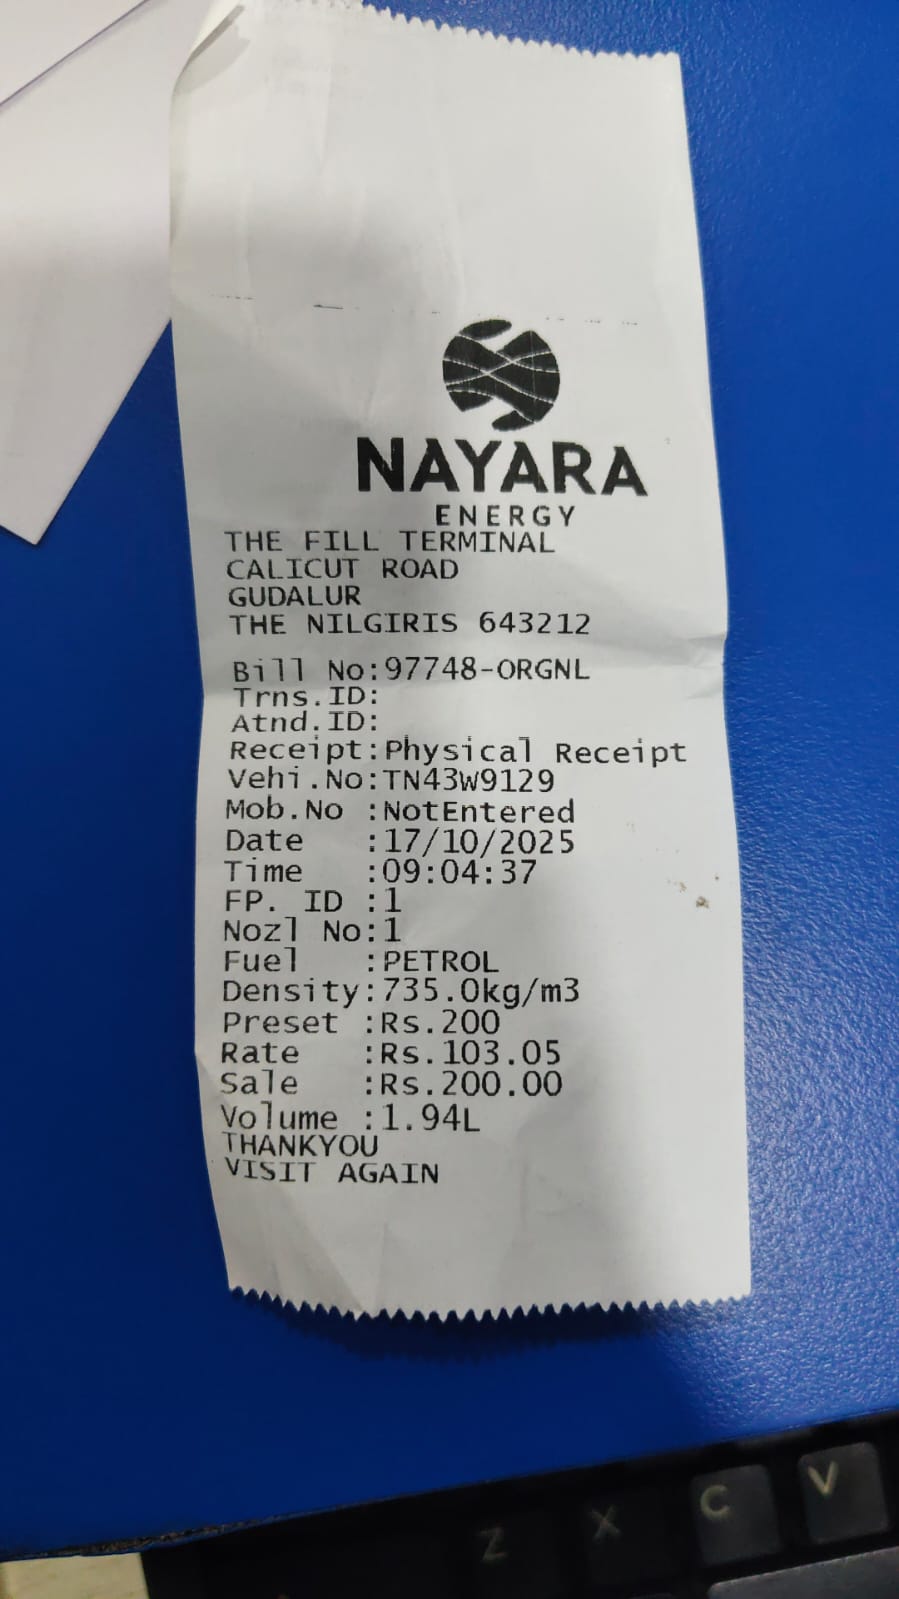 NAYARA
ENERGY
THE FILL TERMINAL
CALICUT ROAD
GUDALUR
THE NILGIRIS 643212
Bill No:97748-ORGNL
Trns.ID:
Atnd.ID:
Receipt:Physical Receipt
Vehi.No:TN43W9129
Mob.No :NotEntered
Date :17/10/2025
Time :09:04:37
FP. ID :1
Nozl No:1
Fuel :PETROL
Density:735.0kg/m3
Preset :Rs.200
Rate :Rs.103.05
Sale :Rs.200.00
Volume :1.94L
THANKYOU
VISIT AGAIN
Z X C V